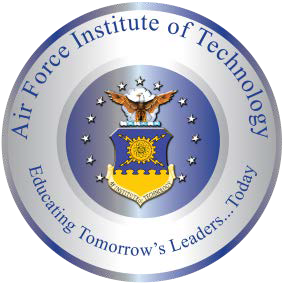 Air Force Institute of Technology
Educating Tomorrow's Leaders... Today